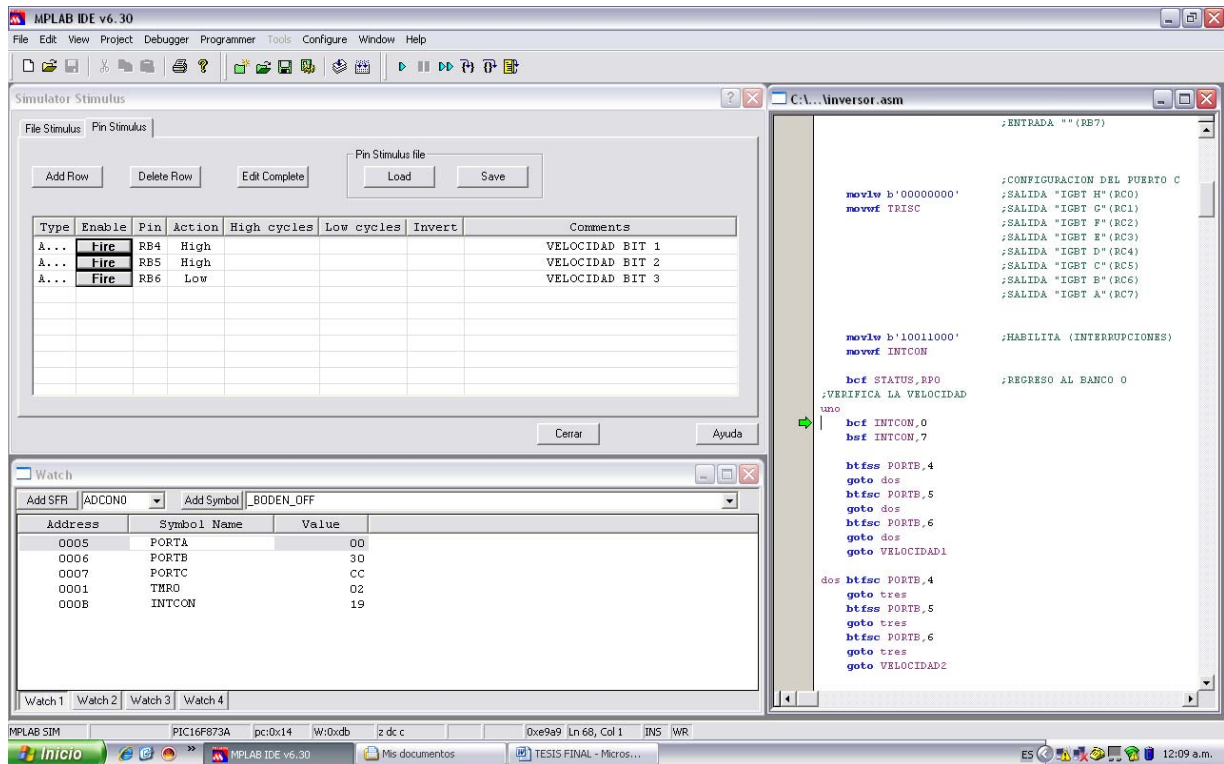 MPLAB IDE v6.30
File Edit View Project Debugger Programmer Tools Configure Window Help
Simulator Stimulus
File Stimulus Pin Stimulus
Pin Stimulus file
Add Row Delete Row Edit Complete Load Save
Type Enable Pin Action High cycles Low cycles Invert Comments
A... Fire RB4 High VELOCIDAD BIT 1
A... Fire RB5 High VELOCIDAD BIT 2
A... Fire RB6 Low VELOCIDAD BIT 3
Cerrar Ayuda
Watch
Add SFR ADCON0 Add Symbol _BODEN_OFF
Address Symbol Name Value
0005 PORTA 00
0006 PORTB 30
0007 PORTC CC
0001 TMR0 02
000B INTCON 19
Watch 1 Watch 2 Watch 3 Watch 4
C:\...\inversor.asm
;ENTRADA ""(RB7)
;CONFIGURACION DEL PUERTO C
movlw b'00000000' ;SALIDA "IGBT H"(RC0)
movwf TRISC ;SALIDA "IGBT G"(RC1)
;SALIDA "IGBT F"(RC2)
;SALIDA "IGBT E"(RC3)
;SALIDA "IGBT D"(RC4)
;SALIDA "IGBT C"(RC5)
;SALIDA "IGBT B"(RC6)
;SALIDA "IGBT A"(RC7)
movlw b'10011000' ;HABILITA (INTERRUPCIONES)
movwf INTCON
bcf STATUS,RP0 ;REGRESO AL BANCO 0
;VERIFICA LA VELOCIDAD
uno
bcf INTCON,0
bsf INTCON,7
btfss PORTB,4
goto dos
btfsc PORTB,5
goto dos
btfsc PORTB,6
goto dos
goto VELOCIDAD1
dos btfsc PORTB,4
goto tres
btfss PORTB,5
goto tres
btfsc PORTB,6
goto tres
goto VELOCIDAD2
MPLAB SIM PIC16F873A pc:0x14 W:0xdb z dc c 0xe9a9 Ln 68, Col 1 INS WR
Inicio » MPLAB IDE v6.30 Mis documentos TESIS FINAL - Micros... ES 12:09 a.m.